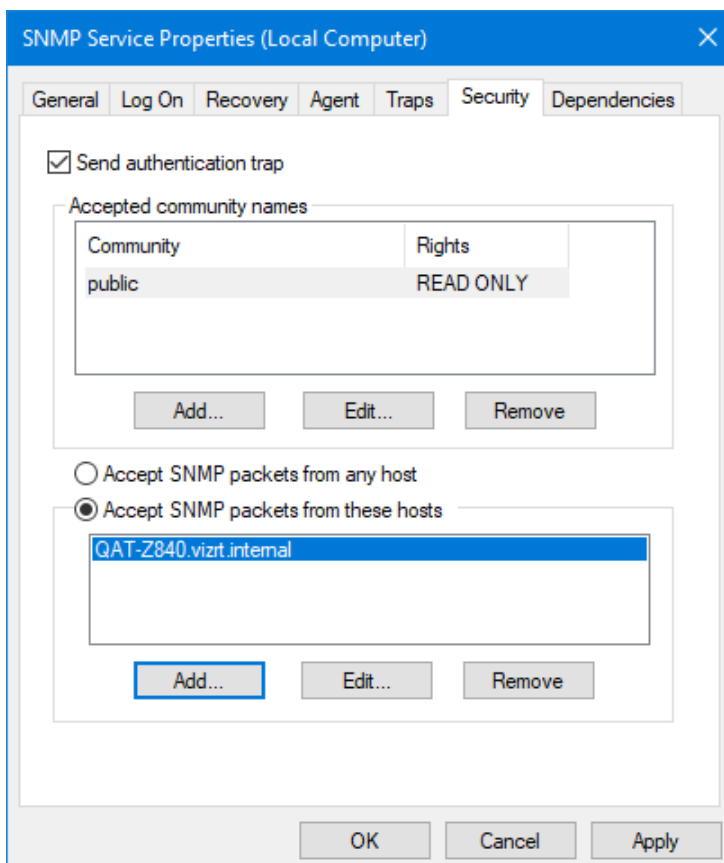 SNMP Service Properties (Local Computer)
General Log On Recovery Agent Traps Security Dependencies
Send authentication trap
Accepted community names
Community Rights
public READ ONLY
Add... Edit... Remove
Accept SNMP packets from any host
Accept SNMP packets from these hosts
QAT-Z840.vizrt.internal
Add... Edit... Remove
OK Cancel Apply